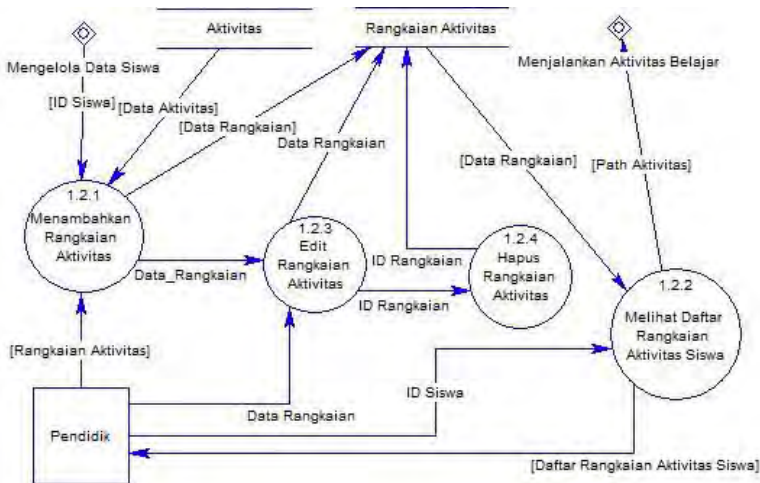 Aktivitas
Rangkaian Aktivitas
Mengelola Data Siswa
Menjalankan Aktivitas Belajar
[ID Siswa]
[Data Aktivitas]
[Data Rangkaian]
Data Rangkaian
[Data Rangkaian]
[Path Aktivitas]
1.2.1
Menambahkan
Rangkaian
Aktivitas
1.2.3
Edit
Rangkaian
Aktivitas
1.2.4
Hapus
Rangkaian
Aktivitas
ID Rangkaian
Data_Rangkaian
ID Rangkaian
1.2.2
Melihat Daftar
Rangkaian
Aktivitas Siswa
[Rangkaian Aktivitas]
ID Siswa
Data Rangkaian
Pendidik
[Daftar Rangkaian Aktivitas Siswa]